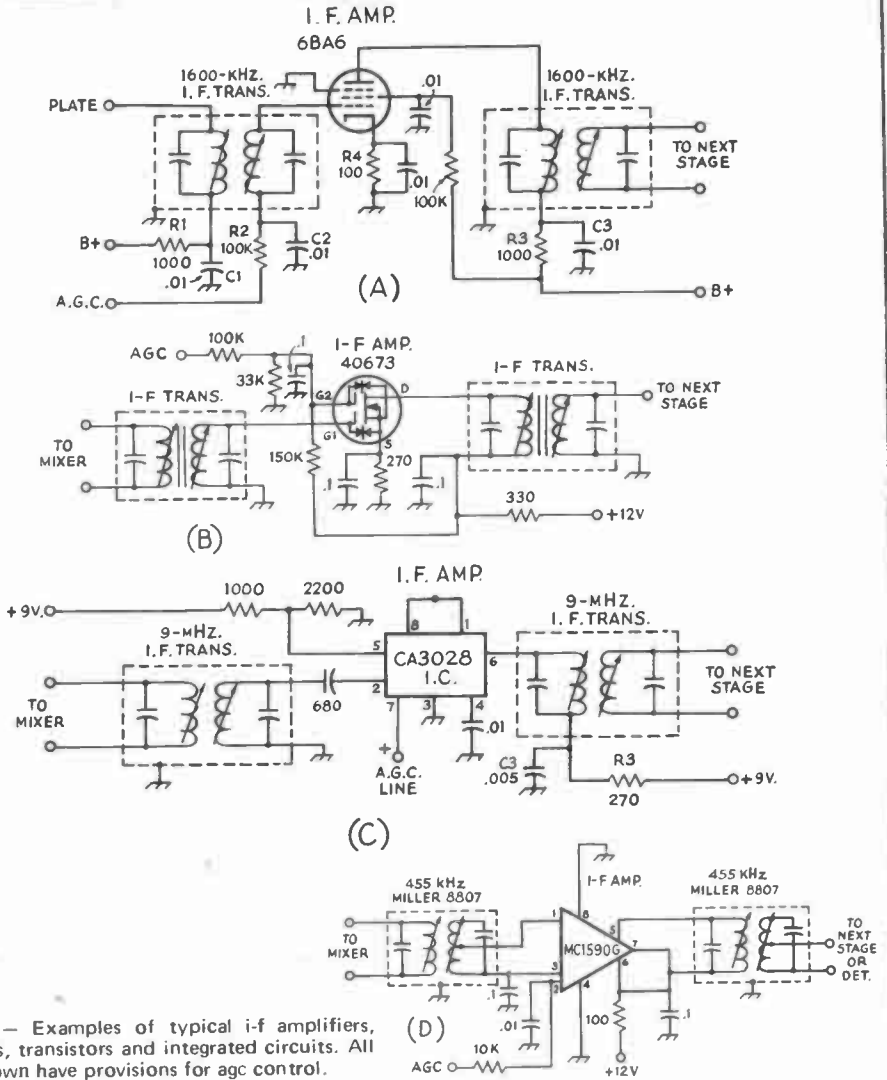 I.F. AMP.
6BA6
1600-KHZ.
I.F. TRANS.
.01
1600-KHZ.
I.F. TRANS.
PLATE
TO NEXT
STAGE
R4
100
.01
100K
R1
1000
B+
.01
C1
R2
100K
C2
.01
R3
1000
C3
.01
A.G.C.
B+
(A)
AGC
100K
.1
33K
I-F AMP.
40673
I-F TRANS.
G2
D
G1
S
I-F TRANS.
TO NEXT
STAGE
TO
MIXER
150K
.1
270
.1
330
+12V
(B)
I.F. AMP.
+9V.
1000
2200
9-MHZ.
I.F. TRANS.
8
1
5
CA3028
I.C.
6
2
7
3
4
680
.01
9-MHZ.
I.F. TRANS.
TO
MIXER
TO NEXT
STAGE
+
A.G.C.
LINE
C3
.005
R3
270
+9V.
(C)
455 kHz
MILLER 8807
I-F AMP.
455 kHz
MILLER 8807
TO
MIXER
1
8
MC1590G
5
7
3
2
4
6
.1
.01
100
.1
TO
NEXT
STAGE
OR
DET.
AGC
10K
+12V
(D)
— Examples of typical i-f amplifiers,
s, transistors and integrated circuits. All
own have provisions for agc control.